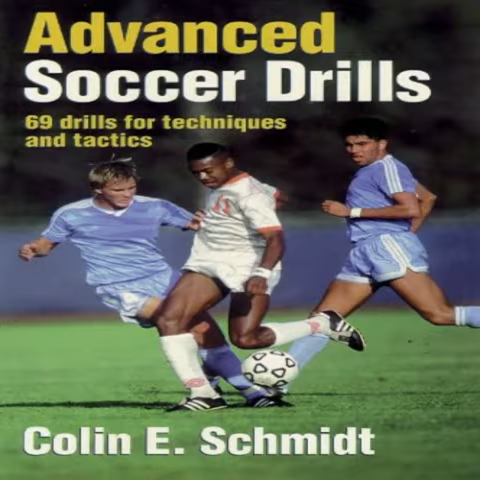 Advanced
Soccer Drills
69 drills for techniques
and tactics
Colin E. Schmidt